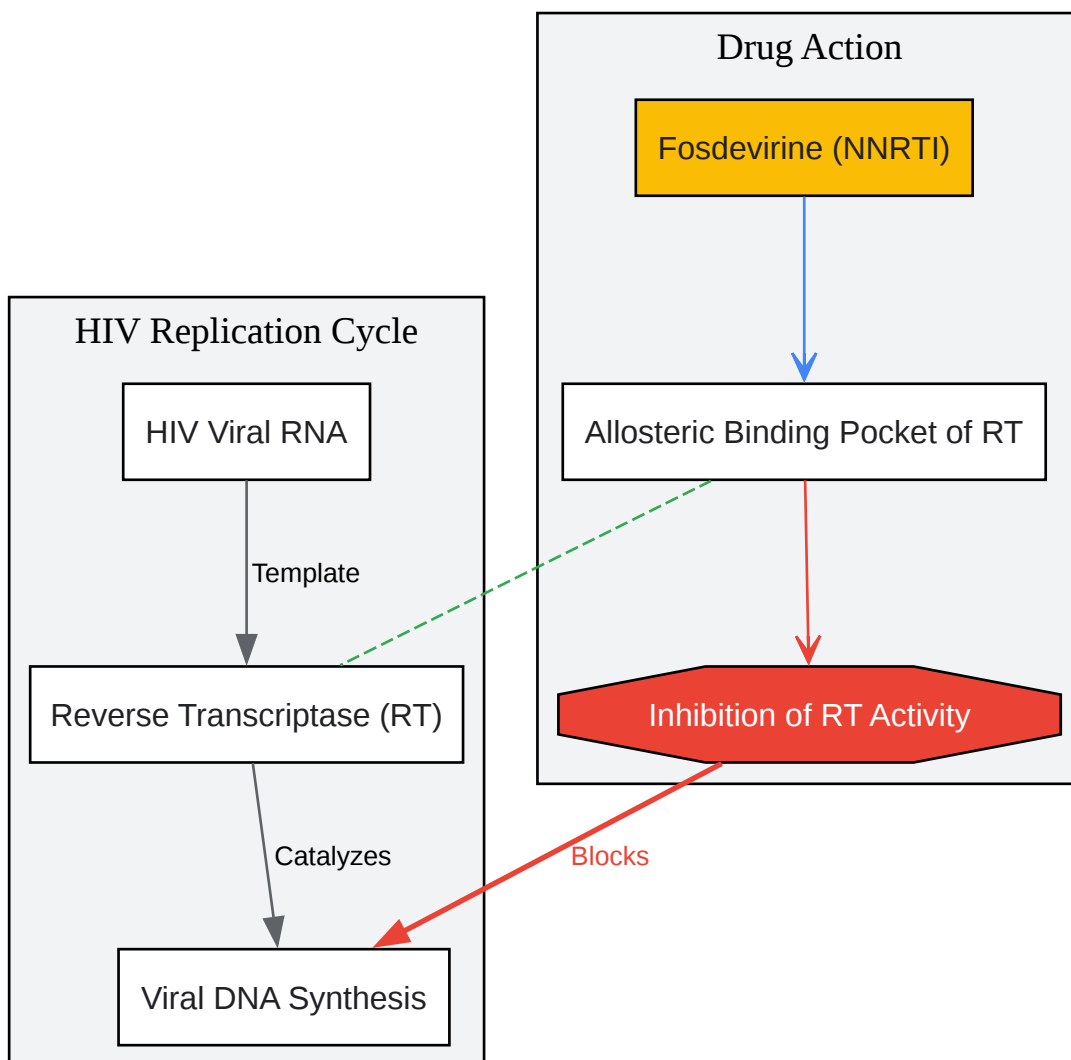 Drug Action
Fosdevirine (NNRTI)
HIV Replication Cycle
HIV Viral RNA
Allosteric Binding Pocket of RT
Template
Reverse Transcriptase (RT)
Inhibition of RT Activity
Catalyzes
Blocks
Viral DNA Synthesis